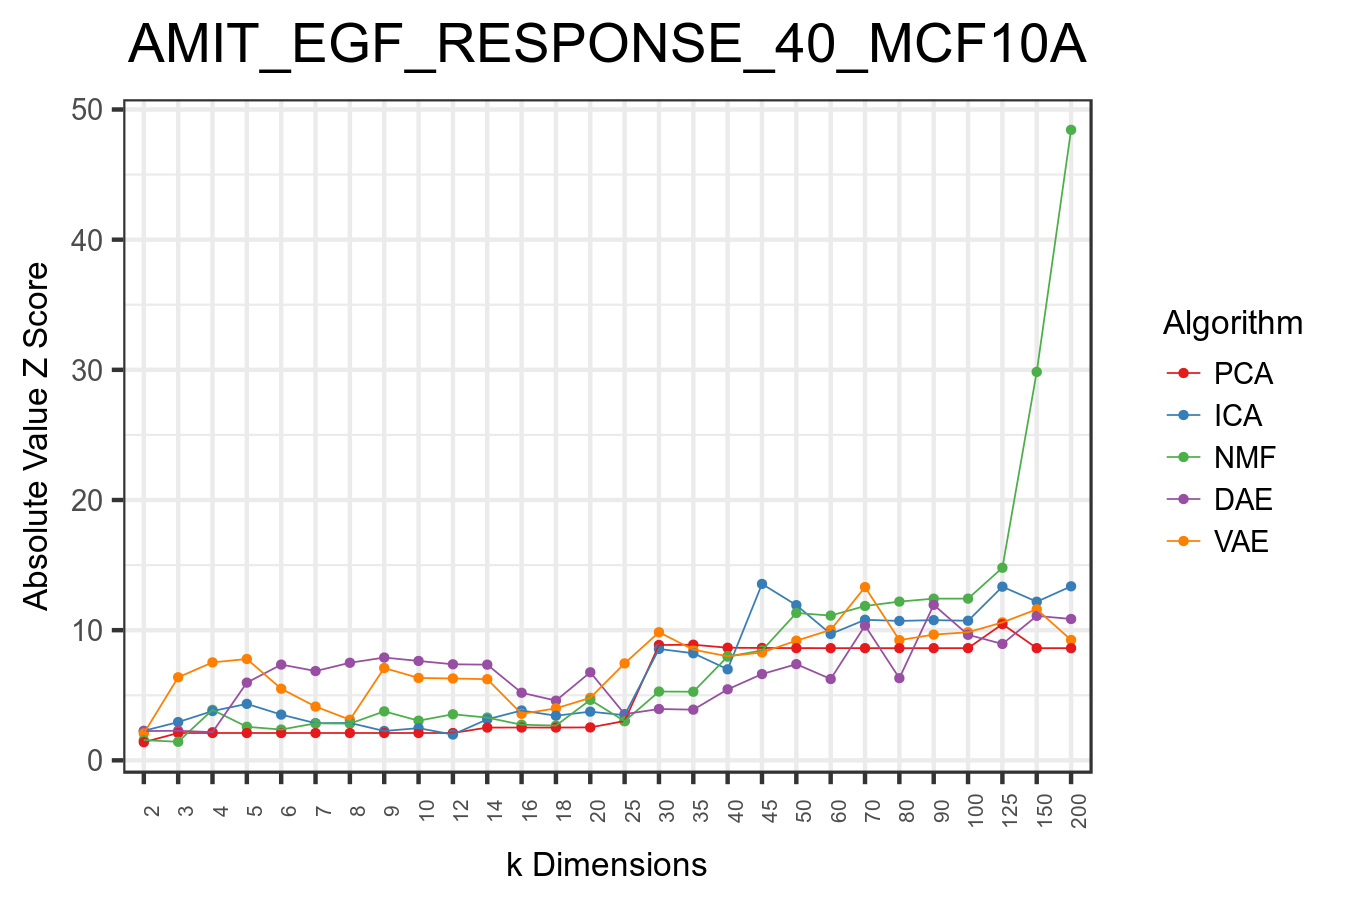 AMIT_EGF_RESPONSE_40_MCF10A
50
40
30
20
10
0
Absolute Value Z Score
2 3 4 5 6 7 8 9 10 12 14 16 18 20 25 30 35 40 45 50 60 70 80 90 100 125 150 200
k Dimensions
Algorithm
PCA
ICA
NMF
DAE
VAE